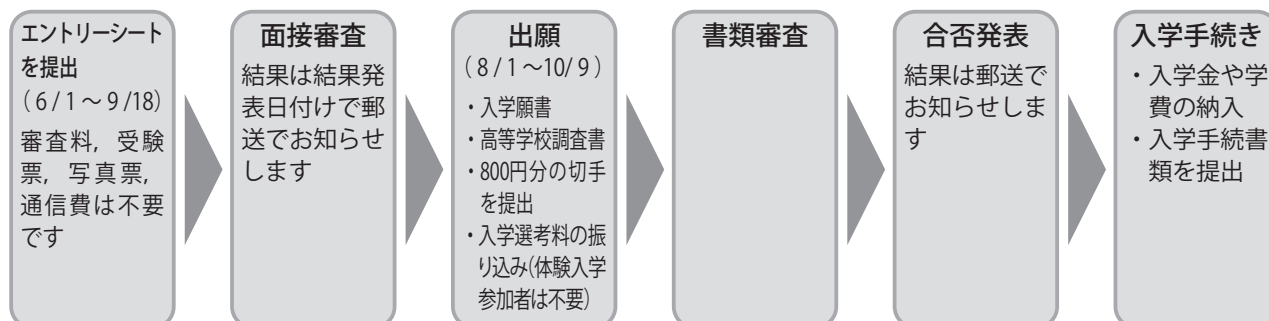 エントリーシート
を提出
（6/1～9/18）
審査料，受験
票，写真票，
通信費は不要
です
面接審査
結果は結果発
表日付けで郵
送でお知らせ
します
出願
（8/1～10/9）
・入学願書
・高等学校調査書
・800円分の切手
を提出
・入学選考料の振
り込み(体験入学
参加者は不要)
書類審査
合否発表
結果は郵送で
お知らせしま
す
入学手続き
・入学金や学
費の納入
・入学手続書
類を提出